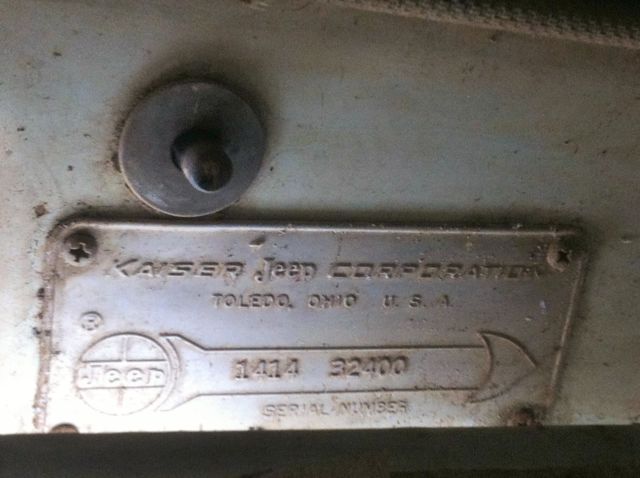 KAISER Jeep CORPORATION
TOLEDO, OHIO U. S. A.
®
Jeep
1414 32400
SERIAL NUMBER